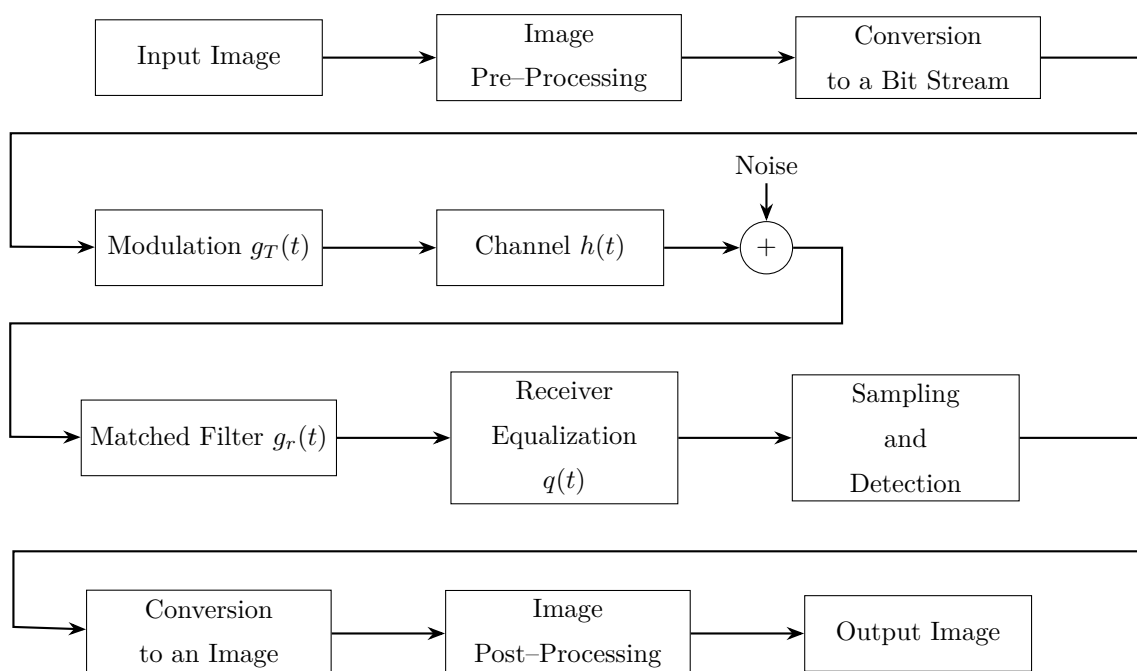 Input Image
Image
Pre–Processing
Conversion
to a Bit Stream
Noise
Modulation g_T(t)
Channel h(t)
+
Matched Filter g_r(t)
Receiver
Equalization
q(t)
Sampling
and
Detection
Conversion
to an Image
Image
Post–Processing
Output Image